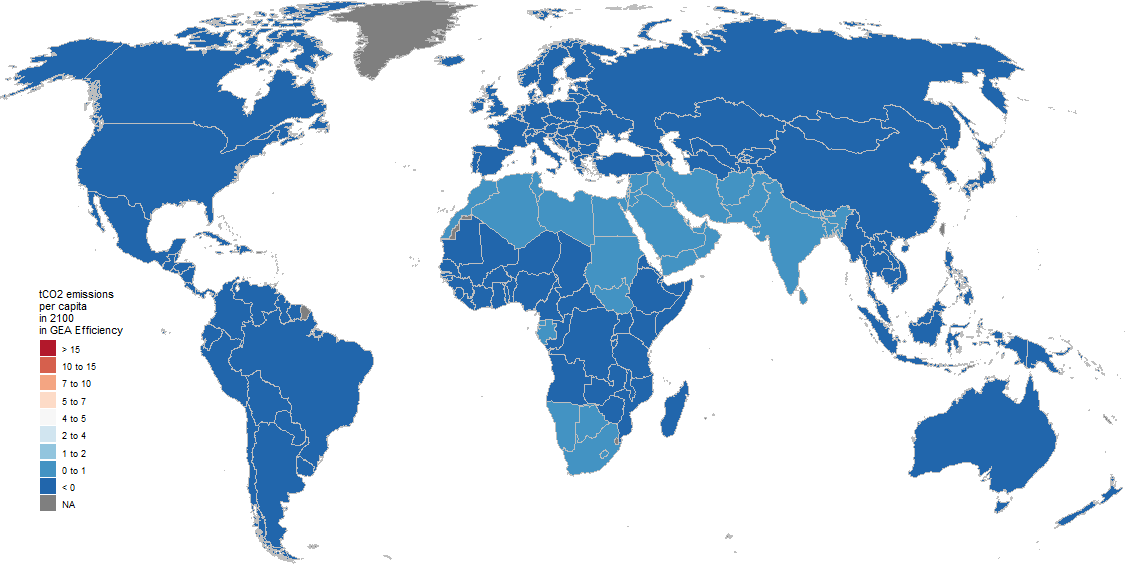 tCO2 emissions
per capita
in 2100
in GEA Efficiency
> 15
10 to 15
7 to 10
5 to 7
4 to 5
2 to 4
1 to 2
0 to 1
< 0
NA